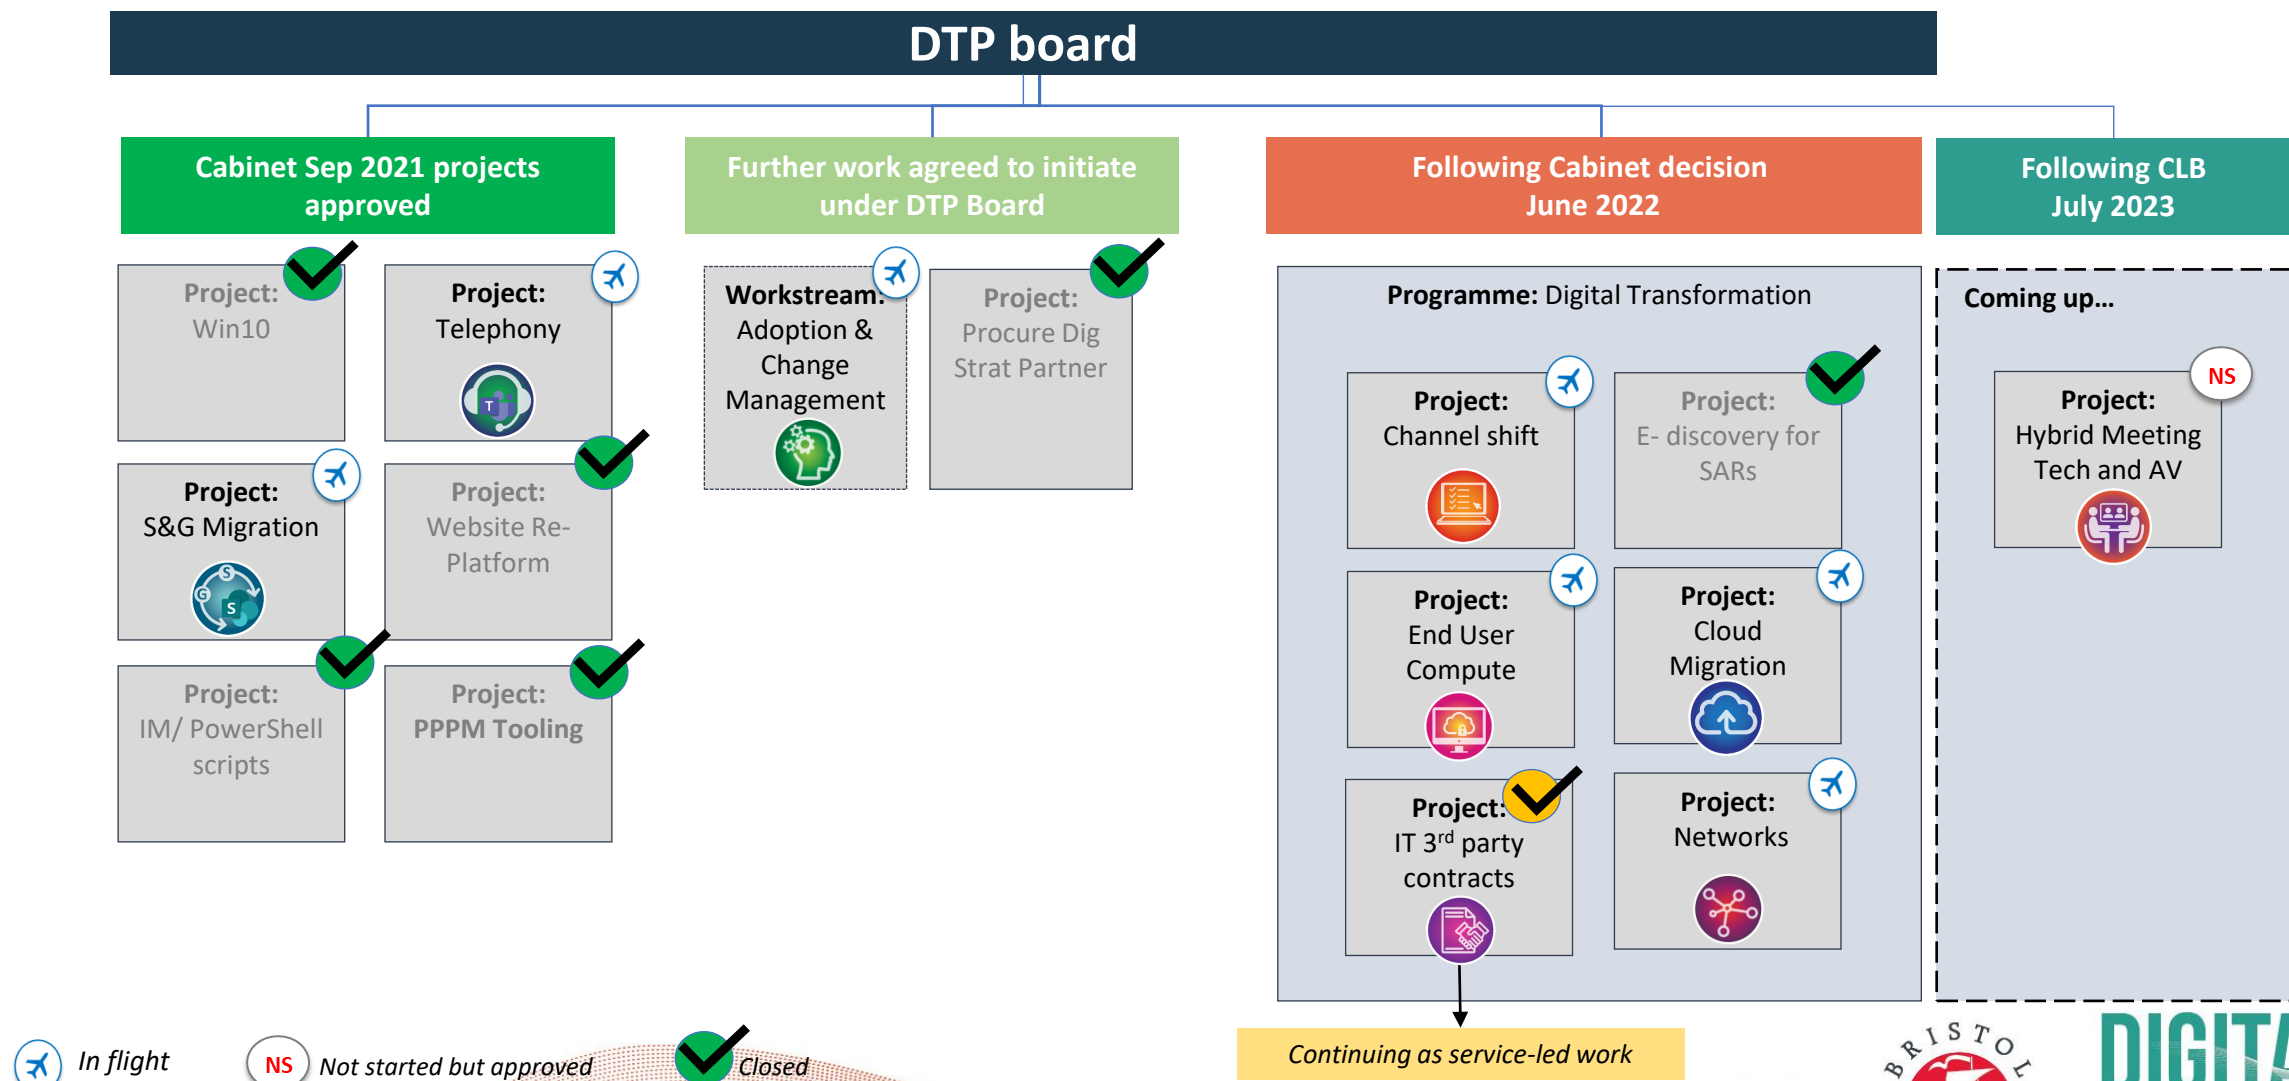 DTP board
Cabinet Sep 2021 projects
approved
Further work agreed to initiate
under DTP Board
Following Cabinet decision
June 2022
Following CLB
July 2023
Project:
Win10
Project:
Telephony
T
Project:
S&G Migration
S
G
S
Project:
Website Re-
Platform
Project:
IM/ PowerShell
scripts
Project:
PPPM Tooling
Workstream:
Adoption &
Change
Management
Project:
Procure Dig
Strat Partner
Programme: Digital Transformation
Project:
Channel shift
Project:
E- discovery for
SARs
Project:
End User
Compute
Project:
Cloud
Migration
Project:
IT 3rd party
contracts
Project:
Networks
Coming up...
NS
Project:
Hybrid Meeting
Tech and AV
Continuing as service-led work
In flight
NS
Not started but approved
Closed
BRISTOL
DIGITA